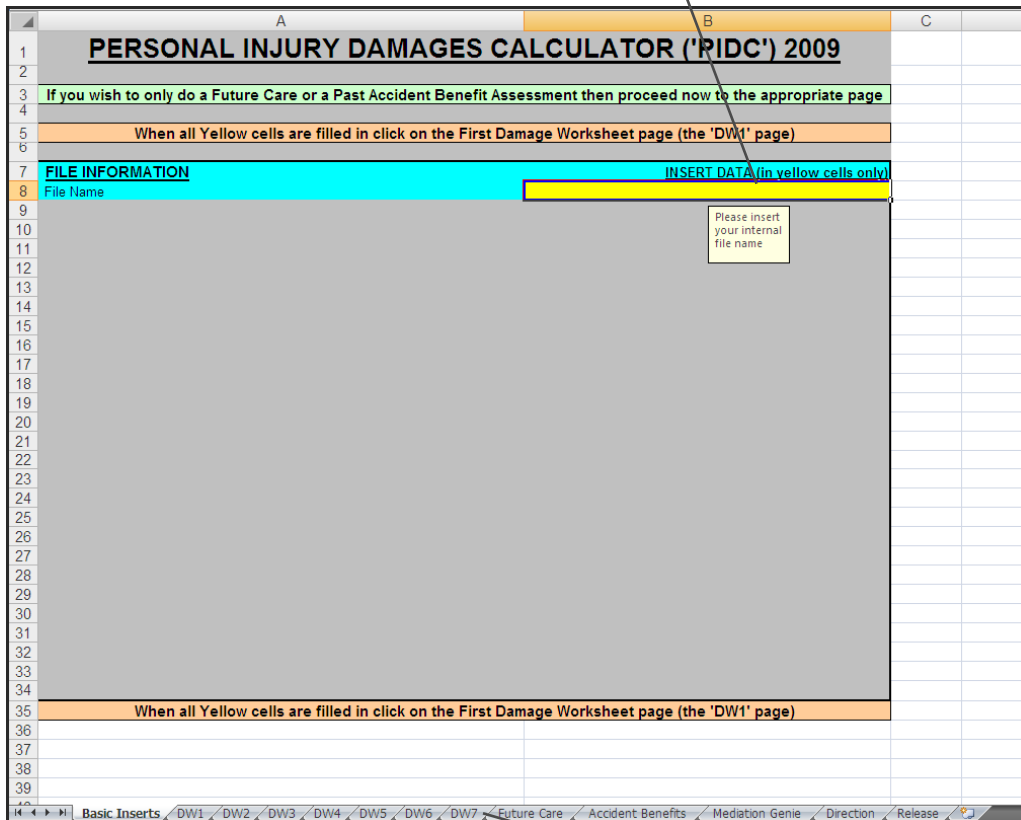 A B C
1 PERSONAL INJURY DAMAGES CALCULATOR ('PIDC') 2009
2
3 If you wish to only do a Future Care or a Past Accident Benefit Assessment then proceed now to the appropriate page
4
5 When all Yellow cells are filled in click on the First Damage Worksheet page (the 'DW1' page)
6
7 FILE INFORMATION INSERT DATA (in yellow cells only)
8 File Name
9
Please insert
10 your internal
11 file name
12
13
14
15
16
17
18
19
20
21
22
23
24
25
26
27
28
29
30
31
32
33
34
35 When all Yellow cells are filled in click on the First Damage Worksheet page (the 'DW1' page)
36
37
38
39
Basic Inserts DW1 DW2 DW3 DW4 DW5 DW6 DW7 Future Care Accident Benefits Mediation Genie Direction Release